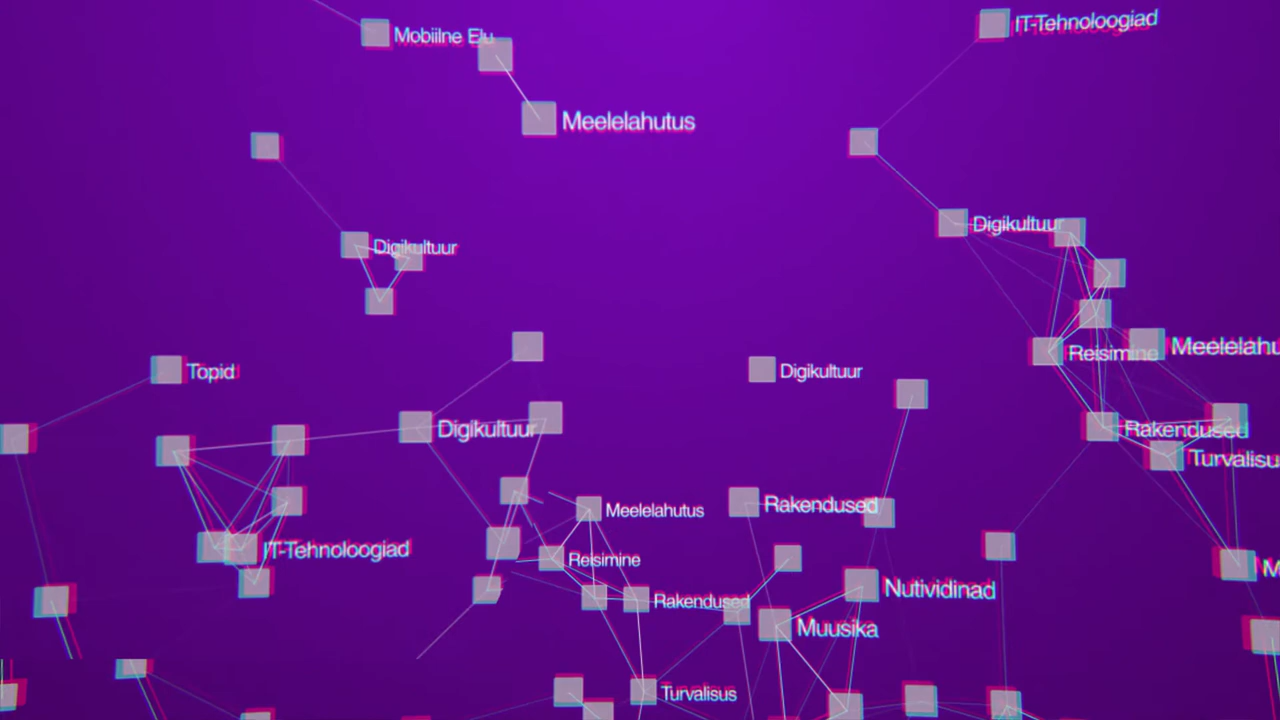 IT-Tehnoloogiad
Mobiilne Elu
Meelelahutus
Digikultuur
Digikultuur
Reisimine
Meelelahu
Topid
Digikultuur
Digikultuur
Rakendused
Turvalisu
Rakendused
Meelelahutus
IT-Tehnoloogiad
Reisimine
M
Nutividinad
Rakendused
Muusika
Turvalisus